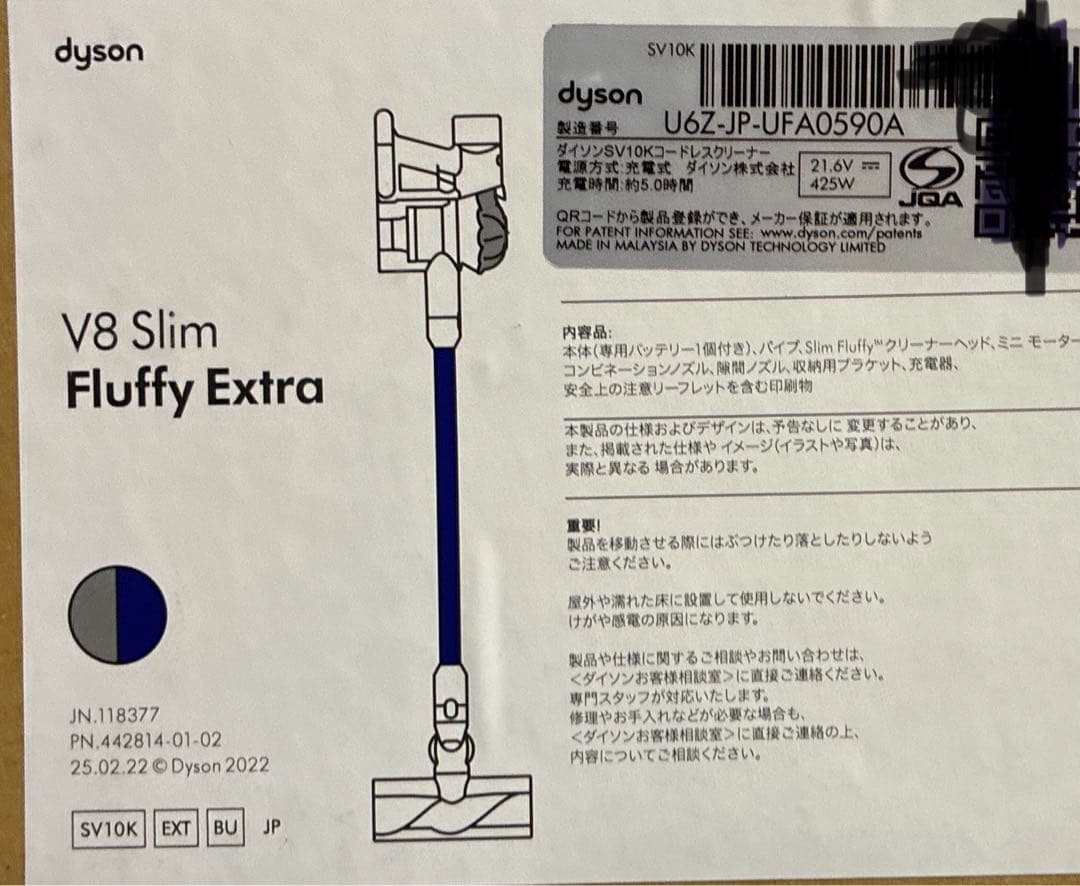 dyson
V8 Slim
Fluffy Extra
JN.118377
PN.442814-01-02
25.02.22 © Dyson 2022
SV10K EXT BU JP
SV10K
dyson
製造番号 U6Z-JP-UFA0590A
ダイソンSV10Kコードレスクリーナー
電源方式:充電式 ダイソン株式会社
充電時間:約5.0時間
21.6V ⎓
425W
JQA
QRコードから製品登録ができ、メーカー保証が適用されます。
FOR PATENT INFORMATION SEE: www.dyson.com/patents
MADE IN MALAYSIA BY DYSON TECHNOLOGY LIMITED
内容品:
本体(専用バッテリー1個付き)、パイプ、Slim Fluffy™クリーナーヘッド、ミニ モーター
コンビネーションノズル、隙間ノズル、収納用ブラケット、充電器、
安全上の注意リーフレットを含む印刷物
本製品の仕様およびデザインは、予告なしに 変更することがあり、
また、掲載された仕様や イメージ(イラストや写真)は、
実際と異なる 場合があります。
重要!
製品を移動させる際にはぶつけたり落としたりしないよう
ご注意ください。
屋外や濡れた床に設置して使用しないでください。
けがや感電の原因になります。
製品や仕様に関するご相談やお問い合わせは、
<ダイソンお客様相談室>に直接ご連絡ください。
専門スタッフが対応いたします。
修理やお手入れなどが必要な場合も、
<ダイソンお客様相談室>に直接ご連絡の上、
内容についてご相談ください。